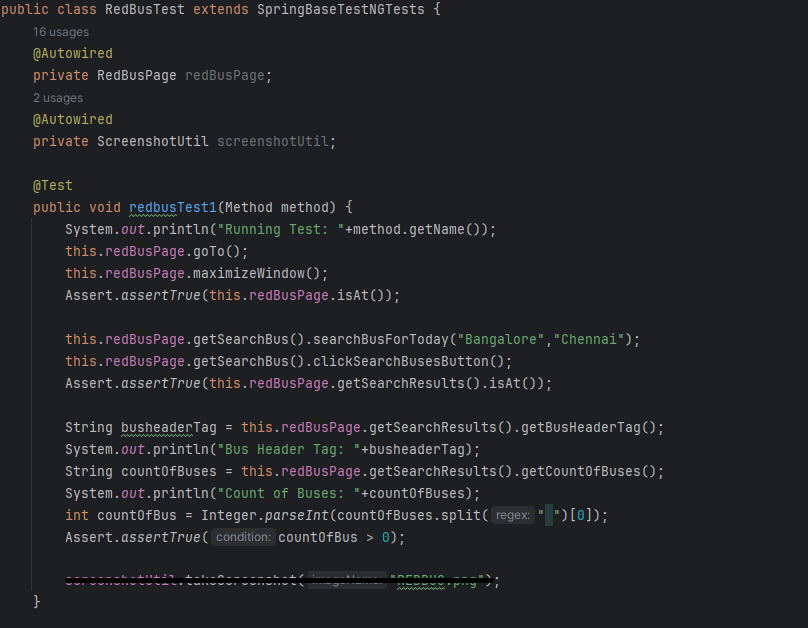 public class RedBusTest extends SpringBaseTestNGTests {
16 usages
@Autowired
private RedBusPage redBusPage;
2 usages
@Autowired
private ScreenshotUtil screenshotUtil;
@Test
public void redbusTest1(Method method) {
System.out.println("Running Test: "+method.getName());
this.redBusPage.goTo();
this.redBusPage.maximizeWindow();
Assert.assertTrue(this.redBusPage.isAt());
this.redBusPage.getSearchBus().searchBusForToday("Bangalore","Chennai");
this.redBusPage.getSearchBus().clickSearchBusesButton();
Assert.assertTrue(this.redBusPage.getSearchResults().isAt());
String busheaderTag = this.redBusPage.getSearchResults().getBusHeaderTag();
System.out.println("Bus Header Tag: "+busheaderTag);
String countOfBuses = this.redBusPage.getSearchResults().getCountOfBuses();
System.out.println("Count of Buses: "+countOfBuses);
int countOfBus = Integer.parseInt(countOfBuses.split( regex: " ")[0]);
Assert.assertTrue( condition: countOfBus > 0);
screenshotUtil.takeScreenshot( imageName: "REDBUS.png");
}